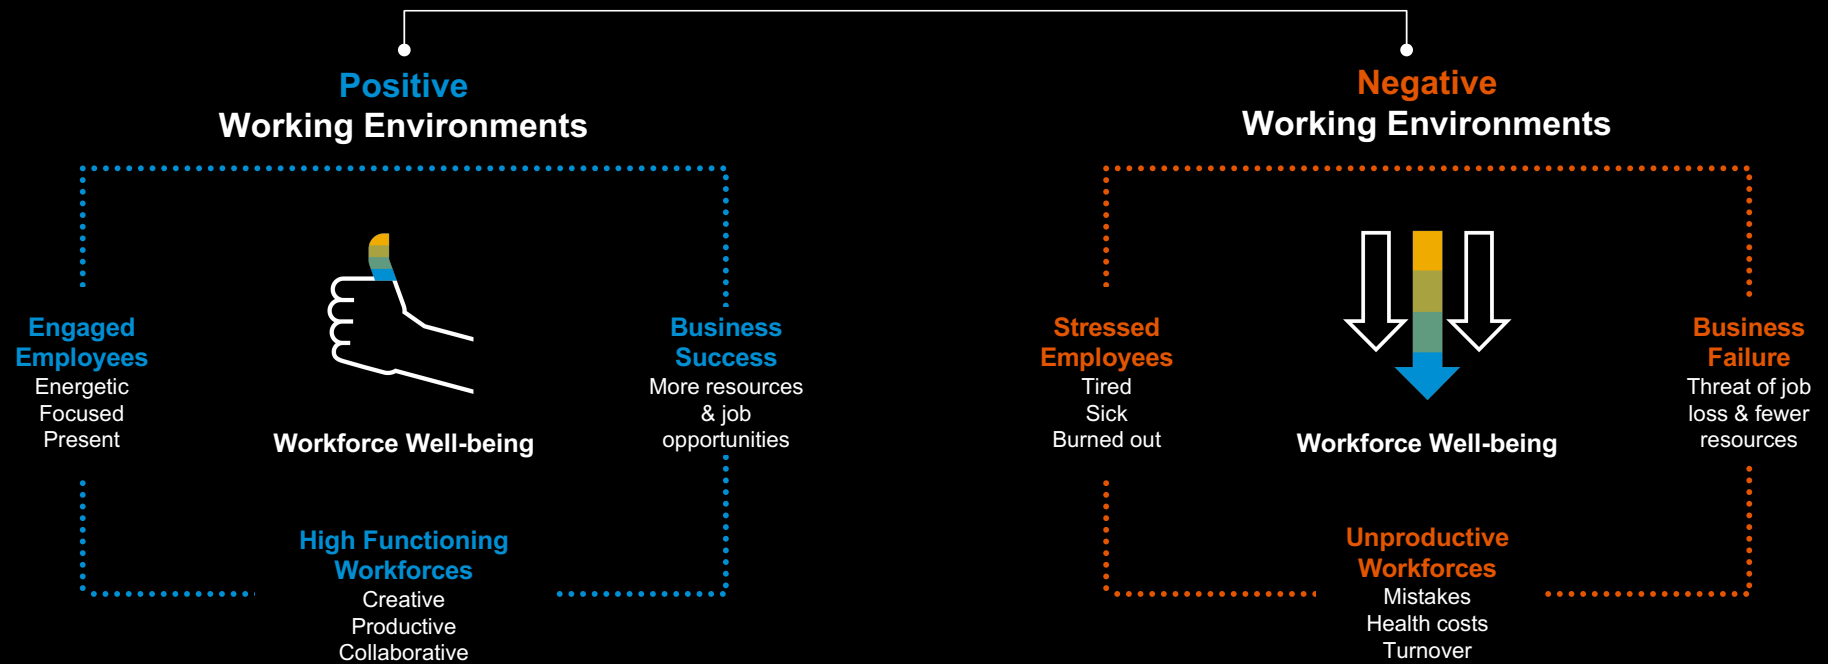 Positive
Working Environments
Engaged
Employees
Energetic
Focused
Present
Workforce Well-being
Business
Success
More resources
& job
opportunities
High Functioning
Workforces
Creative
Productive
Collaborative
Negative
Working Environments
Stressed
Employees
Tired
Sick
Burned out
Workforce Well-being
Business
Failure
Threat of job
loss & fewer
resources
Unproductive
Workforces
Mistakes
Health costs
Turnover